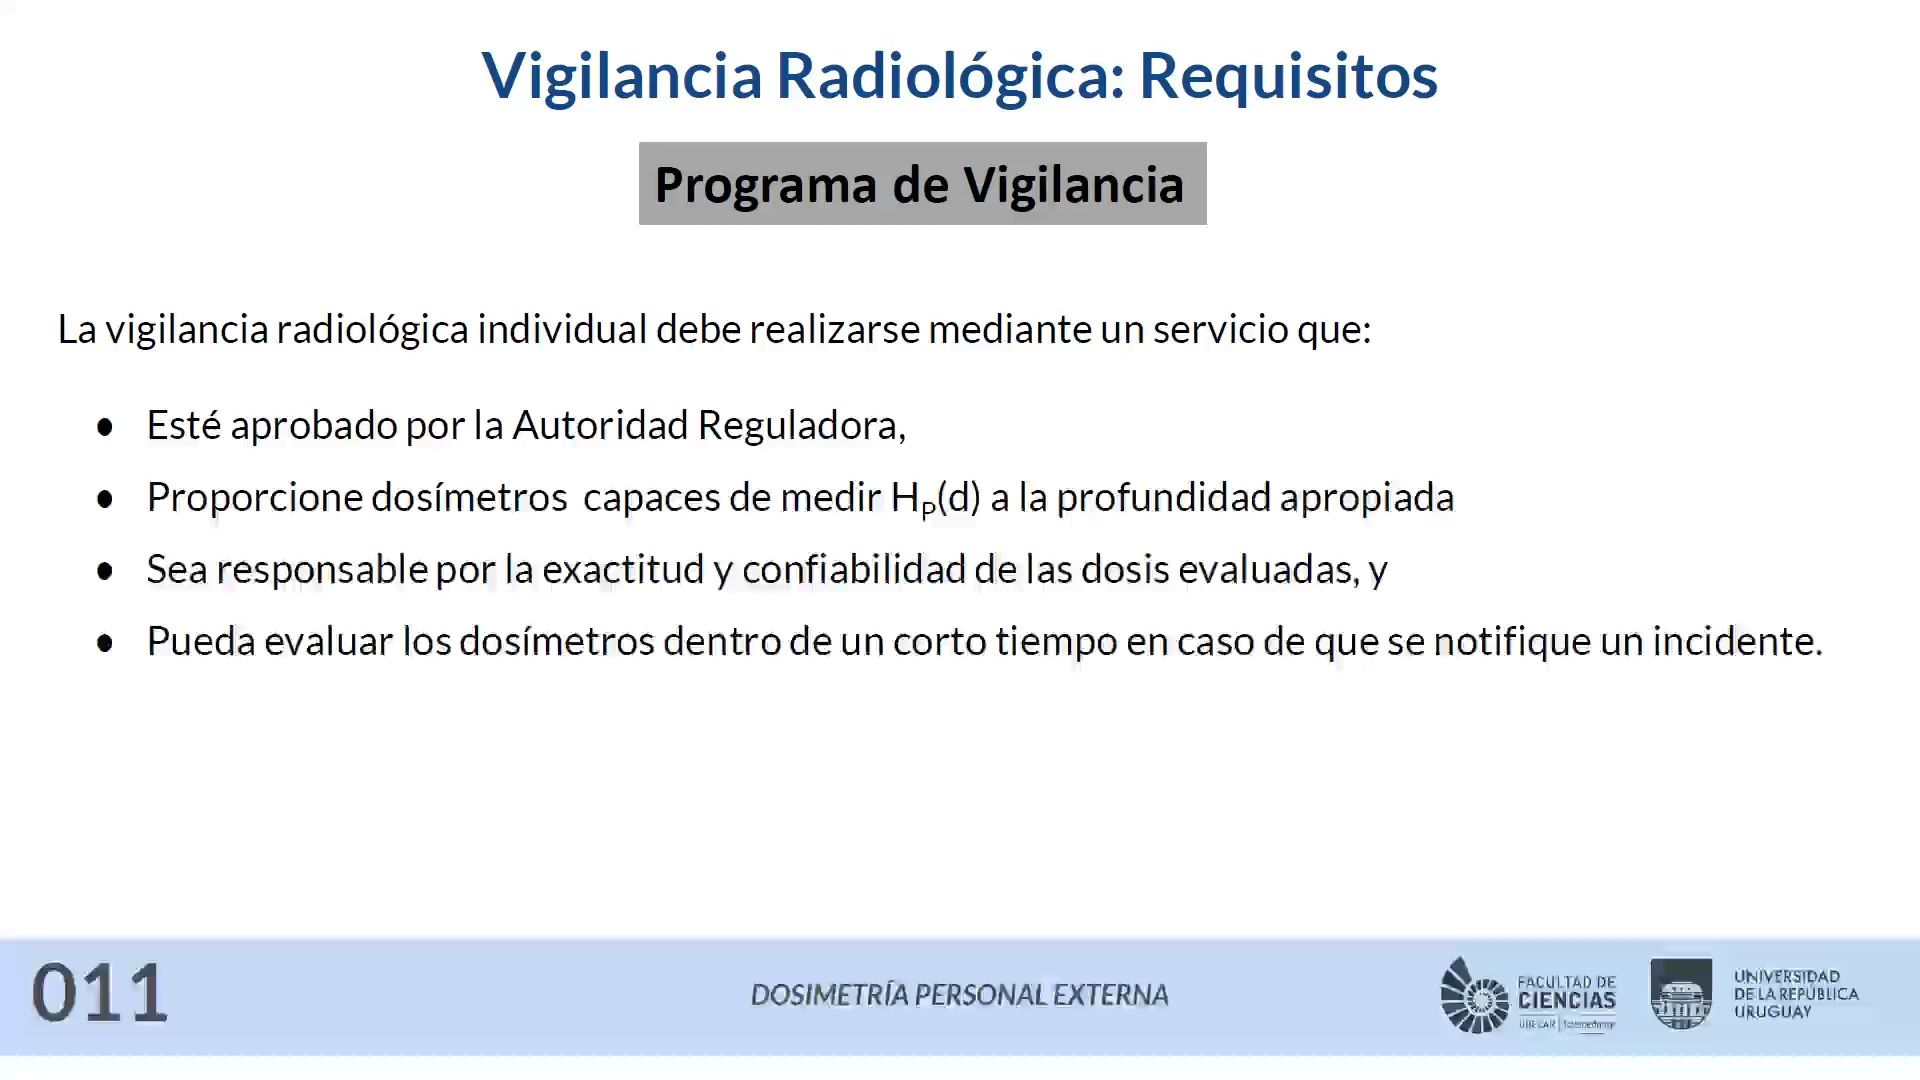 Vigilancia Radiológica: Requisitos
Programa de Vigilancia
La vigilancia radiológica individual debe realizarse mediante un servicio que:
● Esté aprobado por la Autoridad Reguladora,
● Proporcione dosímetros capaces de medir HP(d) a la profundidad apropiada
● Sea responsable por la exactitud y confiabilidad de las dosis evaluadas, y
● Pueda evaluar los dosímetros dentro de un corto tiempo en caso de que se notifique un incidente.
011
DOSIMETRÍA PERSONAL EXTERNA
FACULTAD DE
CIENCIAS
UNIVERSIDAD
DE LA REPÚBLICA
URUGUAY